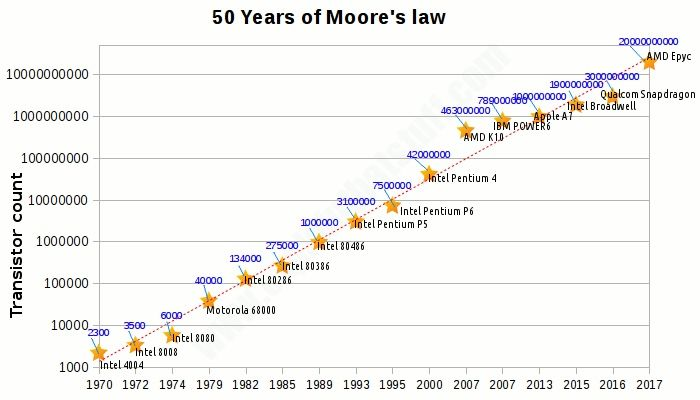 50 Years of Moore's law
Transistor count
10000000000
1000000000
100000000
10000000
1000000
100000
10000
1000
2300
Intel 4004
3500
Intel 8008
6000
Intel 8080
40000
Motorola 68000
134000
Intel 80286
275000
Intel 80386
1000000
Intel 80486
3100000
Intel Pentium P5
7500000
Intel Pentium P6
42000000
Intel Pentium 4
463000000
AMD K10
789000000
IBM POWER6
1000000000
Apple A7
1900000000
Intel Broadwell
3000000000
Qualcom Snapdragon
20000000000
AMD Epyc
1970 1972 1974 1979 1982 1985 1989 1993 1995 2000 2007 2007 2013 2015 2016 2017